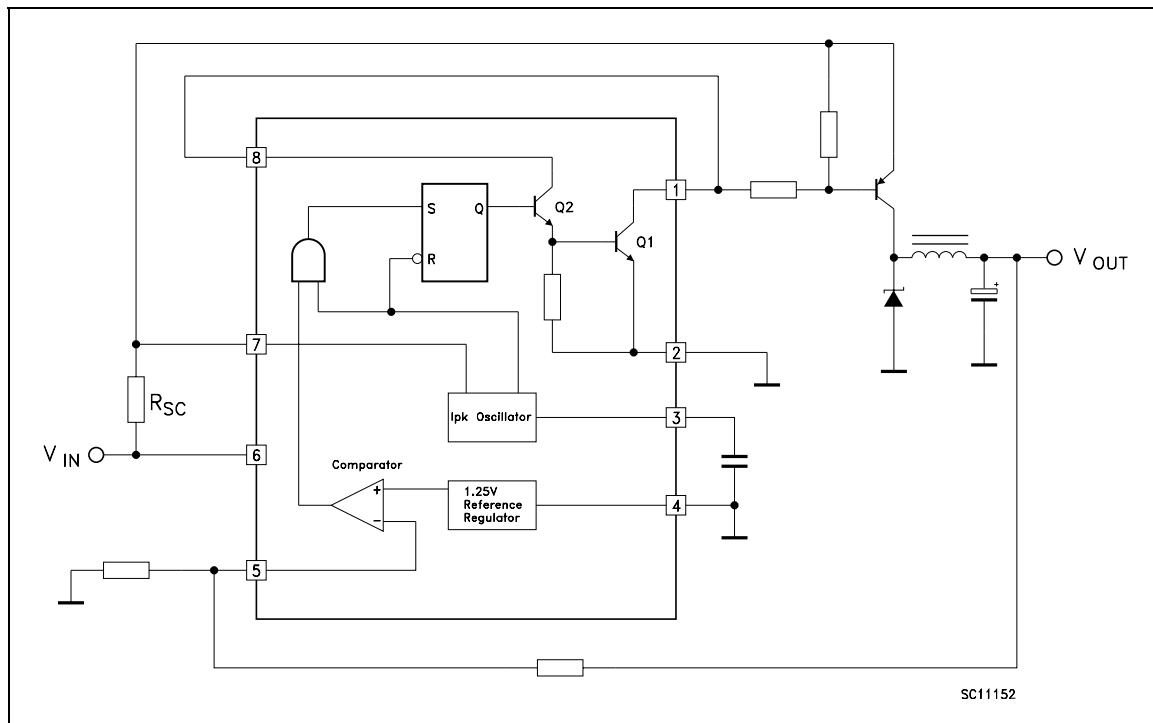 8
1
S
Q
Q2
Q1
R
7
2
R SC
Ipk Oscillator
3
V IN
6
Comparator
+
−
1.25V
Reference
Regulator
4
5
V OUT
+
SC11152